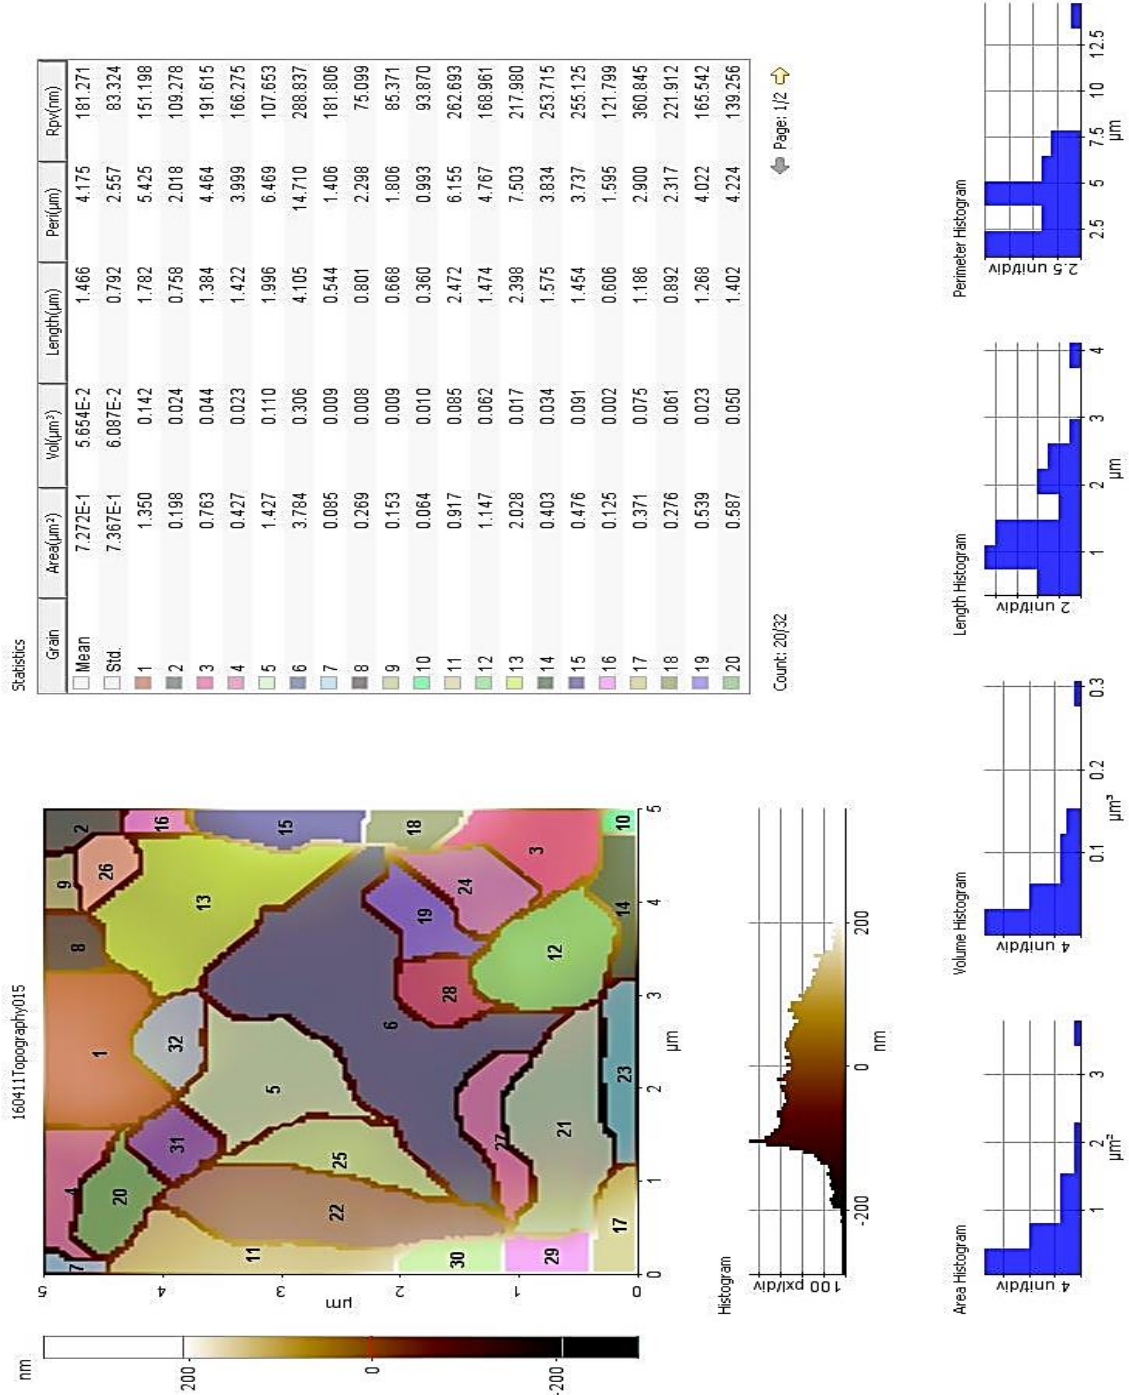 160411Topography015
nm
200
0
-200
5
4
3
2
1
0
µm
0
1
2
3
4
5
µm
7
4
20
31
1
32
8
9
26
2
16
13
15
18
11
22
25
5
6
19
24
3
10
28
12
14
30
29
27
21
23
17
Statistics
Grain Area(µm²) Vol(µm³) Length(µm) Peri(µm) Rpv(nm)
Mean 7.272E-1 5.654E-2 1.466 4.175 181.271
Std. 7.367E-1 6.087E-2 0.792 2.557 83.324
1 1.350 0.142 1.782 5.425 151.198
2 0.198 0.024 0.758 2.018 109.278
3 0.763 0.044 1.384 4.464 191.615
4 0.427 0.023 1.422 3.999 166.275
5 1.427 0.110 1.996 6.469 107.653
6 3.784 0.306 4.105 14.710 288.837
7 0.085 0.009 0.544 1.406 181.806
8 0.269 0.008 0.801 2.298 75.099
9 0.153 0.009 0.668 1.806 85.371
10 0.064 0.010 0.360 0.993 93.870
11 0.917 0.085 2.472 6.155 262.693
12 1.147 0.062 1.474 4.767 168.961
13 2.028 0.017 2.398 7.503 217.980
14 0.403 0.034 1.575 3.834 253.715
15 0.476 0.091 1.454 3.737 255.125
16 0.125 0.002 0.606 1.595 121.799
17 0.371 0.075 1.186 2.900 360.845
18 0.276 0.061 0.892 2.317 221.912
19 0.539 0.023 1.268 4.022 165.542
20 0.587 0.050 1.402 4.224 139.256
Count: 20/32
Page: 1/2
Histogram
100 pxl/div
-200 0 200
nm
Area Histogram
4 unit/div
1 2 3
µm²
Volume Histogram
4 unit/div
0.1 0.2 0.3
µm³
Length Histogram
2 unit/div
1 2 3 4
µm
Perimeter Histogram
2.5 unit/div
2.5 5 7.5 10 12.5
µm